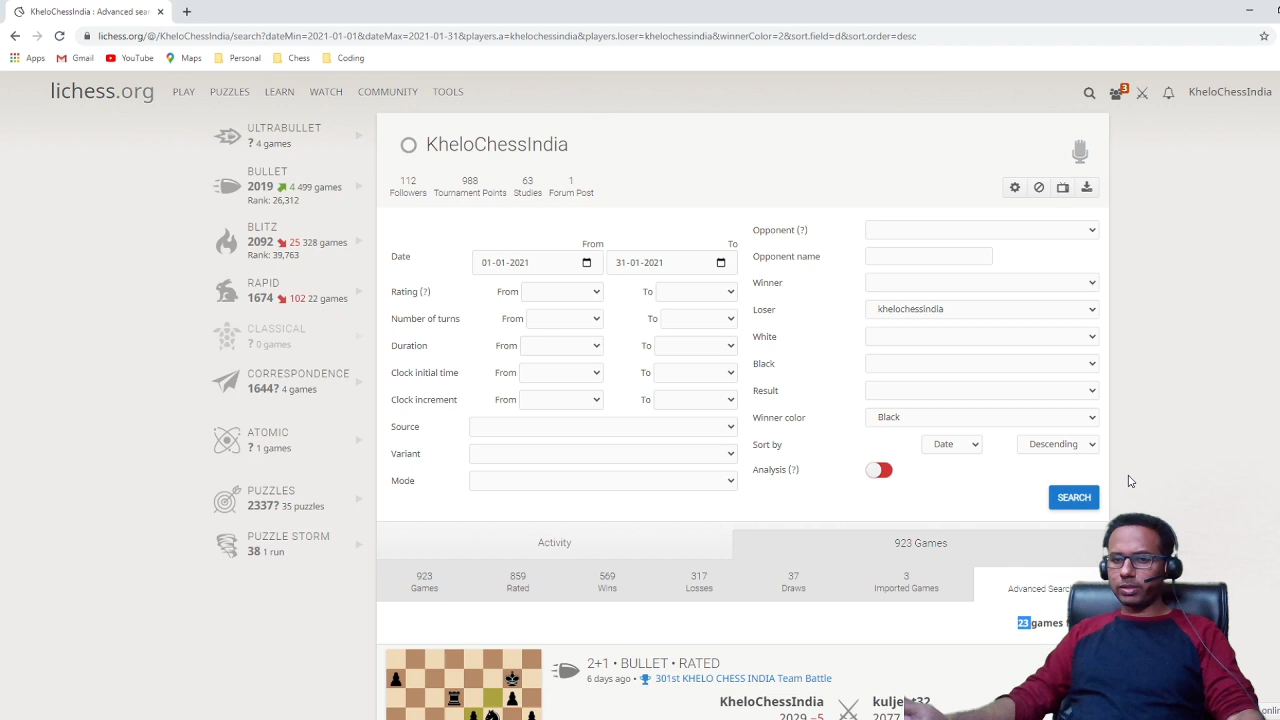 KheloChessIndia : Advanced sear
lichess.org/@/KheloChessIndia/search?dateMin=2021-01-01&dateMax=2021-01-31&players.a=khelochessindia&players.loser=khelochessindia&winnerColor=2&sort.field=d&sort.order=desc
Apps Gmail YouTube Maps Personal Chess Coding
lichess.org PLAY PUZZLES LEARN WATCH COMMUNITY TOOLS 3 KheloChessIndia
ULTRABULLET
? 4 games
BULLET
2019 4 499 games
Rank: 26,312
BLITZ
2092 25 328 games
Rank: 39,763
RAPID
1674 102 22 games
CLASSICAL
? 0 games
CORRESPONDENCE
1644? 4 games
ATOMIC
? 1 games
PUZZLES
2337? 35 puzzles
PUZZLE STORM
38 1 run
KheloChessIndia
112 988 63 1
Followers Tournament Points Studies Forum Post
From To
Date 01-01-2021 31-01-2021
Rating (?) From To
Number of turns From To
Duration From To
Clock initial time From To
Clock increment From To
Source
Variant
Mode
Opponent (?)
Opponent name
Winner
Loser khelochessindia
White
Black
Result
Winner color Black
Sort by Date Descending
Analysis (?)
SEARCH
Activity 923 Games
923 859 569 317 37 3
Games Rated Wins Losses Draws Imported Games Advanced Searc
23 games
2+1 • BULLET • RATED
6 days ago • 301st KHELO CHESS INDIA Team Battle
KheloChessIndia
2029 −5 2077